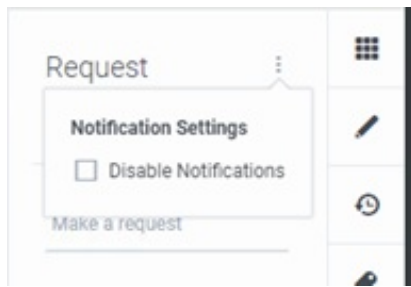 Request
Notification Settings
Disable Notifications
Make a request